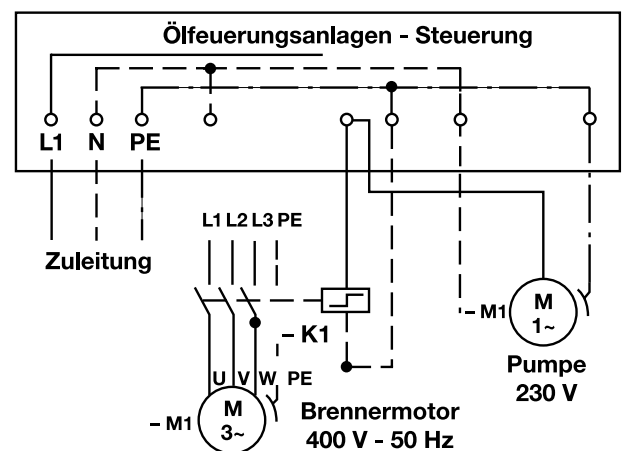 Ölfeuerungsanlagen - Steuerung
L1 N PE
Zuleitung
L1 L2 L3 PE
- K1
U V W PE
- M1
M
3~
Brennermotor
400 V - 50 Hz
- M1
M
1~
Pumpe
230 V